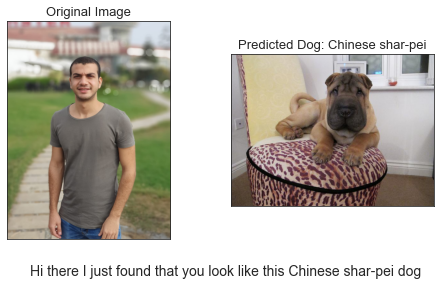 Original Image
Predicted Dog: Chinese shar-pei
Hi there I just found that you look like this Chinese shar-pei dog